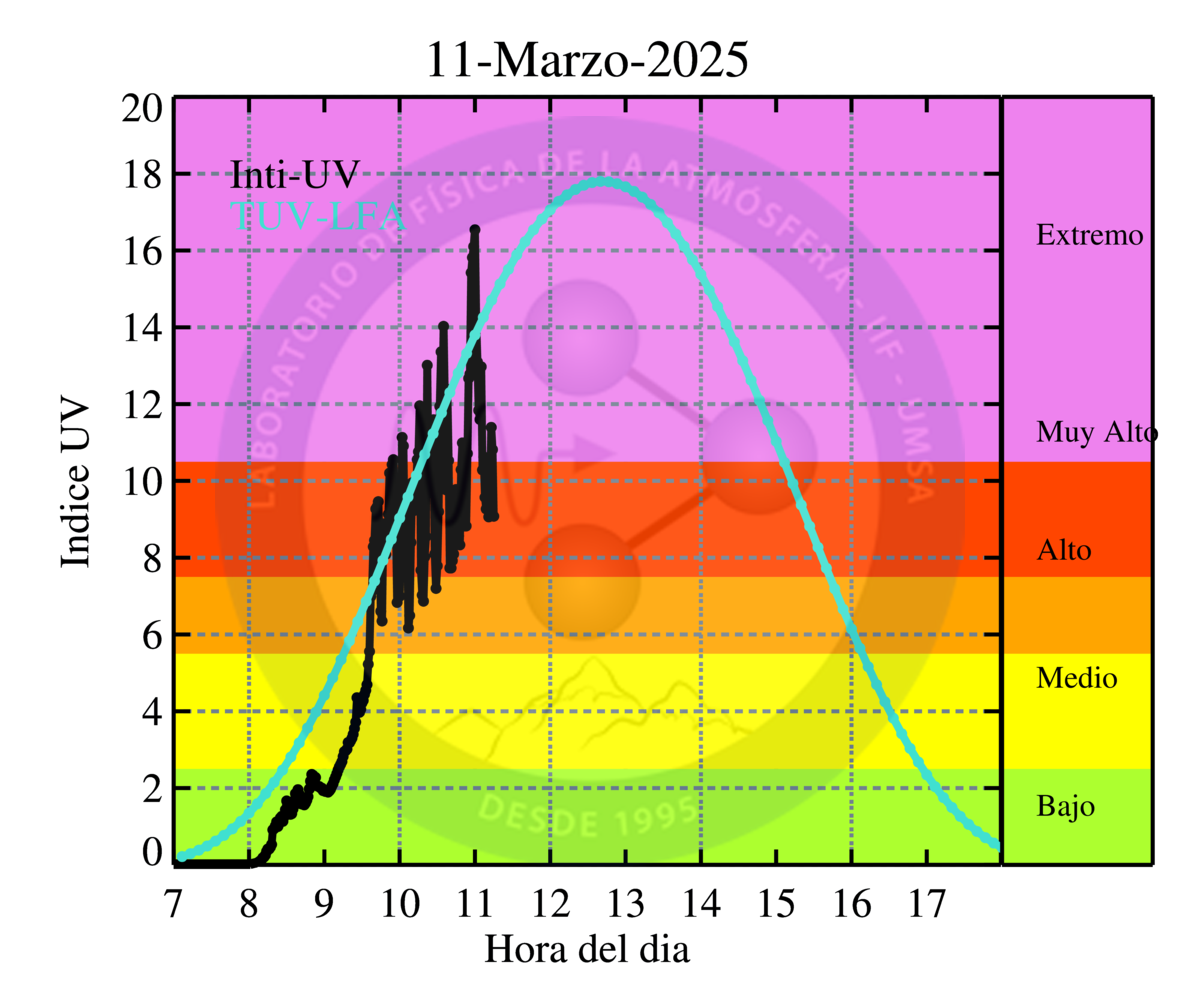 11-Marzo-2025
20
18
16
14
12
10
8
6
4
2
0
Indice UV
Inti-UV
TUV-LFA
LABORATORIO DE FÍSICA DE LA ATMÓSFERA - IIF - UMSA
DESDE 1995
Extremo
Muy Alto
Alto
Medio
Bajo
7 8 9 10 11 12 13 14 15 16 17
Hora del dia